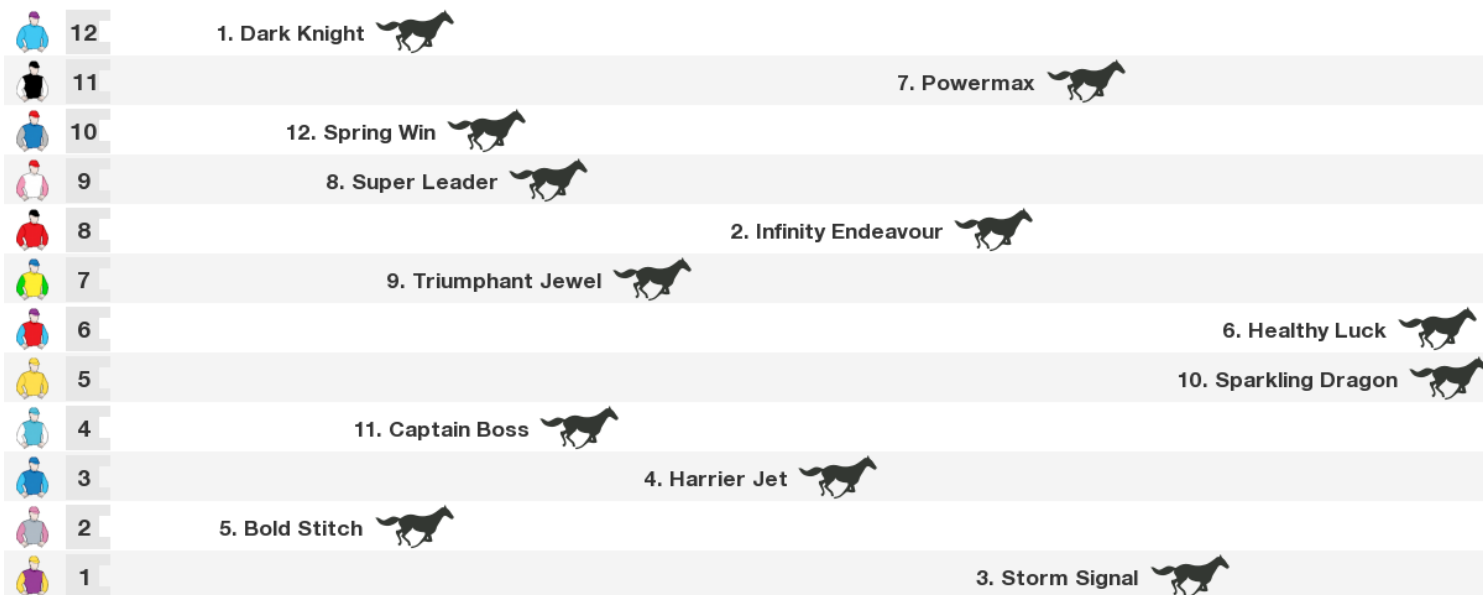 12 1. Dark Knight
11 7. Powermax
10 12. Spring Win
9 8. Super Leader
8 2. Infinity Endeavour
7 9. Triumphant Jewel
6 6. Healthy Luck
5 10. Sparkling Dragon
4 11. Captain Boss
3 4. Harrier Jet
2 5. Bold Stitch
1 3. Storm Signal